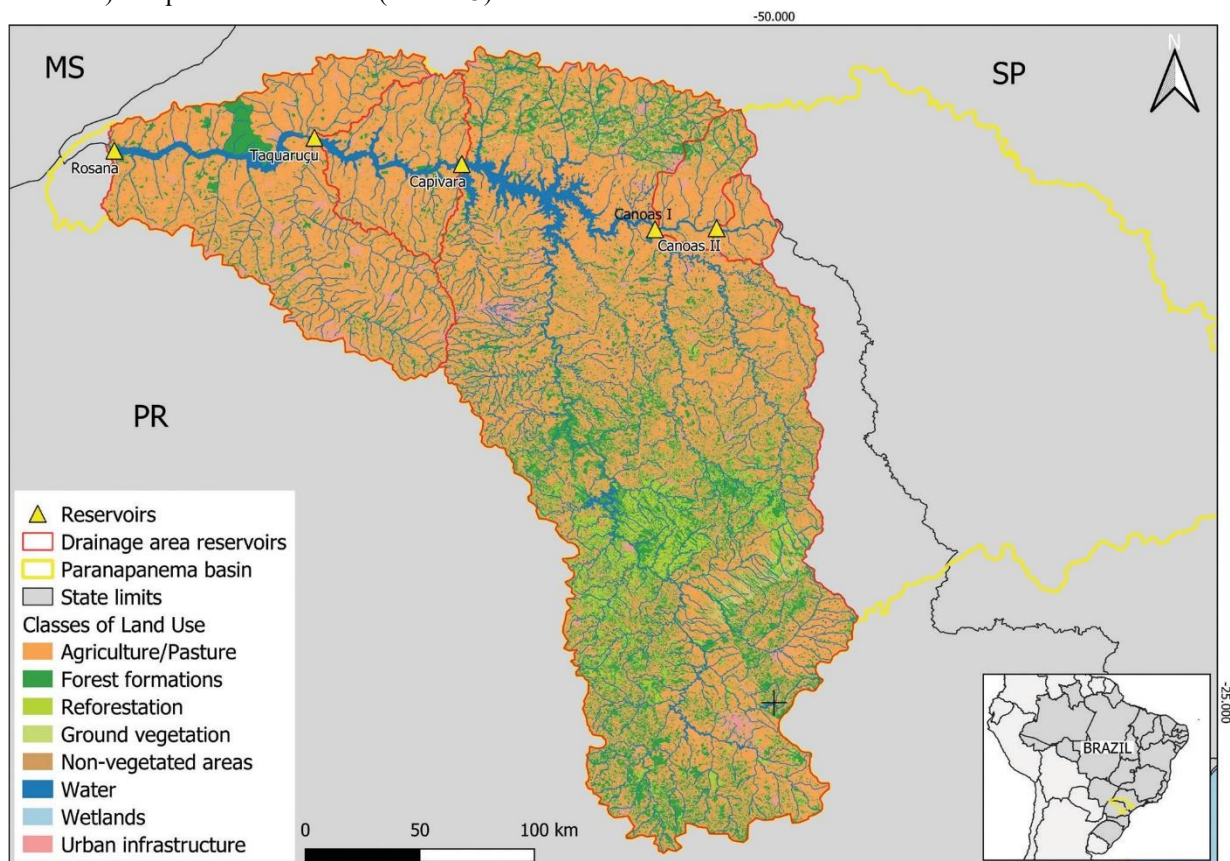 -50.000
MS
SP
N
Rosana
Taquaruçu
Capivara
Canoas I
Canoas II
PR
-25.000
Reservoirs
Drainage area reservoirs
Paranapanema basin
State limits
Classes of Land Use
Agriculture/Pasture
Forest formations
Reforestation
Ground vegetation
Non-vegetated areas
Water
Wetlands
Urban infrastructure
0 50 100 km
BRAZIL